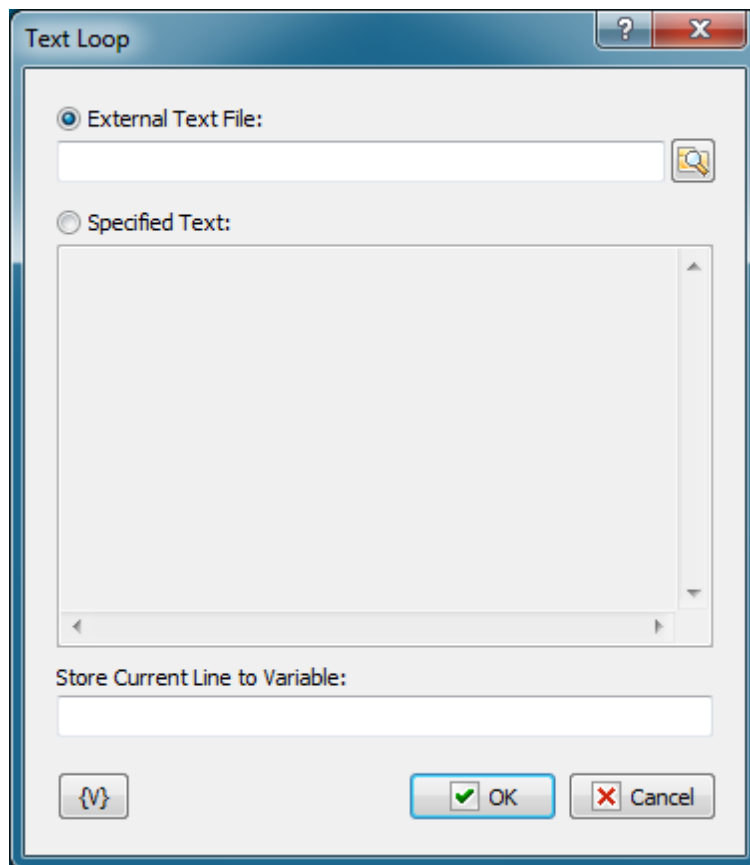 Text Loop
?
External Text File:
Specified Text:
Store Current Line to Variable:
{V}
OK
Cancel